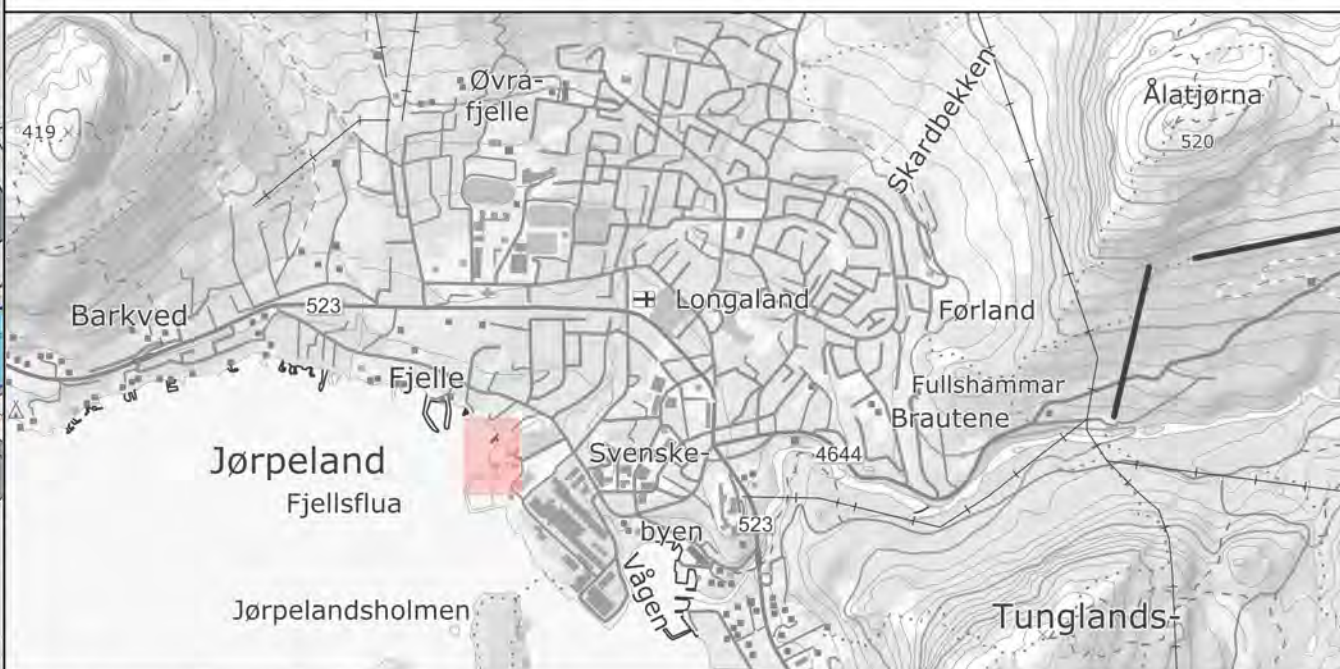 Øvra-
fjelle
Skardbekken
Ålatjørna
520
419
Barkved
523
Longaland
Førland
Fjelle
Fullshammar
Brautene
Jørpeland
Svenske-
4644
Fjellsflua
byen
523
Vågen
Jørpelandsholmen
Tunglands-